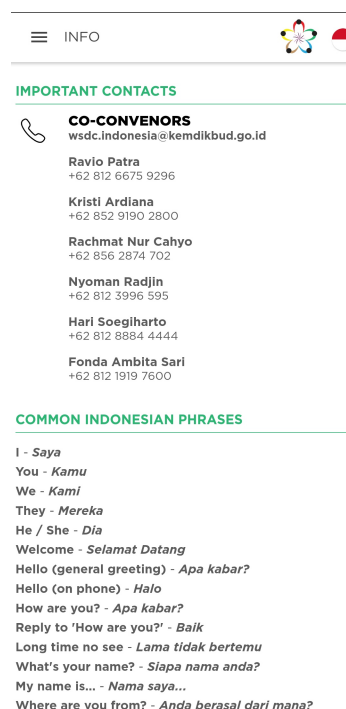 INFO
IMPORTANT CONTACTS
CO-CONVENORS
wsdc.indonesia@kemdikbud.go.id
Ravio Patra
+62 812 6675 9296
Kristi Ardiana
+62 852 9190 2800
Rachmat Nur Cahyo
+62 856 2874 702
Nyoman Radjin
+62 812 3996 595
Hari Soegiharto
+62 812 8884 4444
Fonda Ambita Sari
+62 812 1919 7600
COMMON INDONESIAN PHRASES
I - Saya
You - Kamu
We - Kami
They - Mereka
He / She - Dia
Welcome - Selamat Datang
Hello (general greeting) - Apa kabar?
Hello (on phone) - Halo
How are you? - Apa kabar?
Reply to 'How are you?' - Baik
Long time no see - Lama tidak bertemu
What's your name? - Siapa nama anda?
My name is... - Nama saya...
Where are you from? - Anda berasal dari mana?